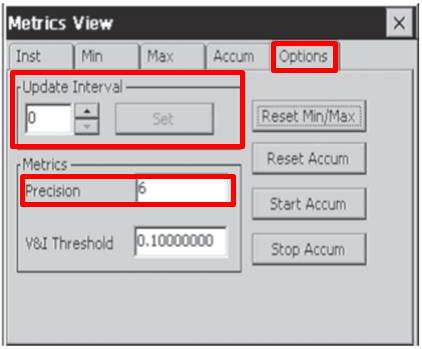 Metrics View
Inst Min Max Accum Options
Update Interval
0 Set
Reset Min/Max
Metrics
Reset Accum
Precision 6
Start Accum
V&I Threshold 0.10000000
Stop Accum